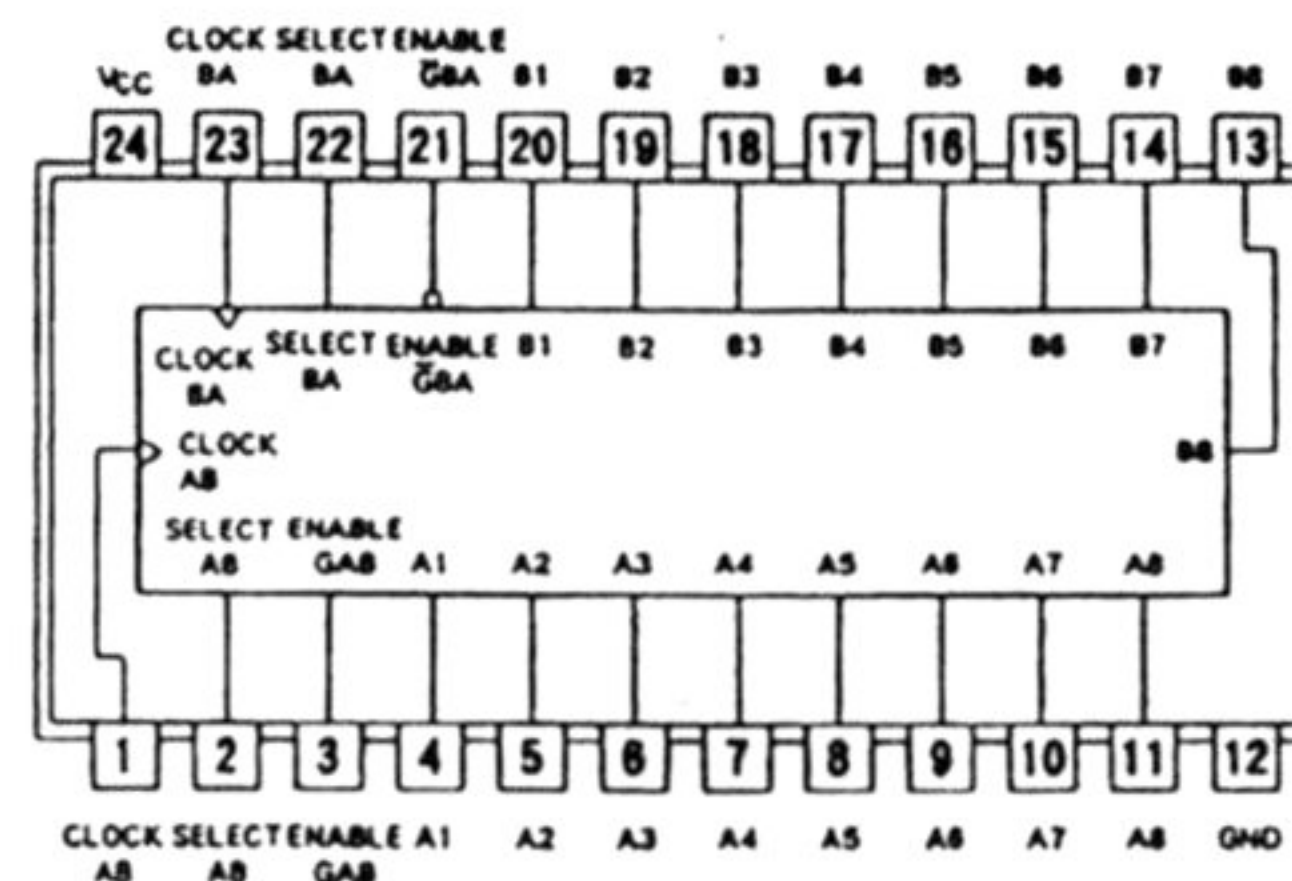 CLOCK SELECT ENABLE
VCC BA BA G̅BA B1 B2 B3 B4 B5 B6 B7 B8
24 23 22 21 20 19 18 17 16 15 14 13
CLOCK SELECT ENABLE B1 B2 B3 B4 B5 B6 B7
BA BA G̅BA
CLOCK B8
AB
SELECT ENABLE
AB GAB A1 A2 A3 A4 A5 A6 A7 A8
1 2 3 4 5 6 7 8 9 10 11 12
CLOCK SELECT ENABLE A1 A2 A3 A4 A5 A6 A7 A8 GND
AB AB GAB